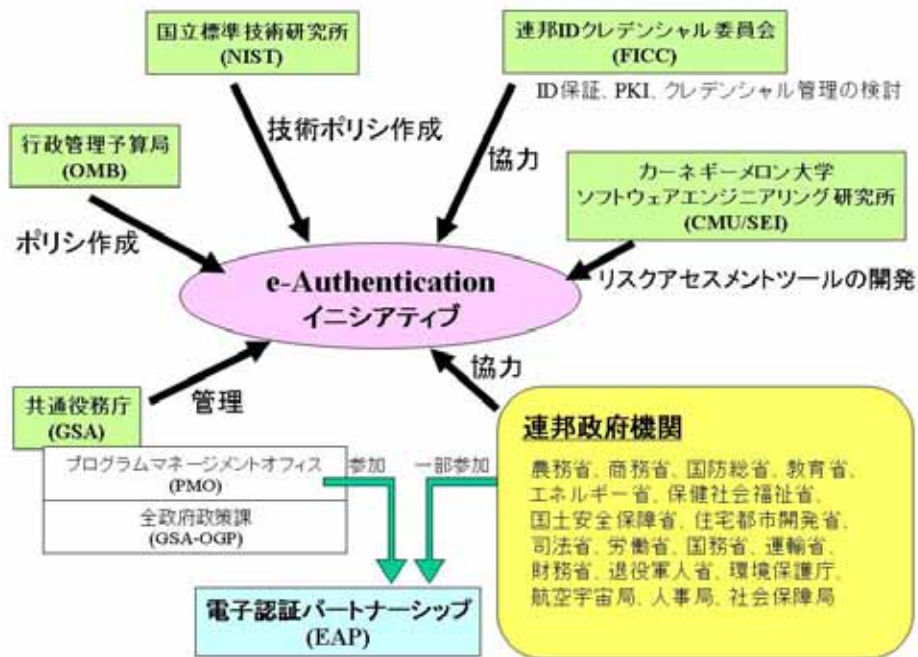 国立標準技術研究所
(NIST)
連邦IDクレデンシャル委員会
(FICC)
ID保証、PKI、クレデンシャル管理の検討
技術ポリシ作成
協力
行政管理予算局
(OMB)
カーネギーメロン大学
ソフトウェアエンジニアリング研究所
(CMU/SEI)
ポリシ作成
e-Authentication
イニシアティブ
リスクアセスメントツールの開発
管理
協力
共通役務庁
(GSA)
プログラムマネージメントオフィス
(PMO)
全政府政策課
(GSA-OGP)
参加
一部参加
連邦政府機関
農務省、商務省、国防総省、教育省、
エネルギー省、保健社会福祉省、
国土安全保障省、住宅都市開発省、
司法省、労働省、国務省、運輸省、
財務省、退役軍人省、環境保護庁、
航空宇宙局、人事局、社会保障局
電子認証パートナーシップ
(EAP)